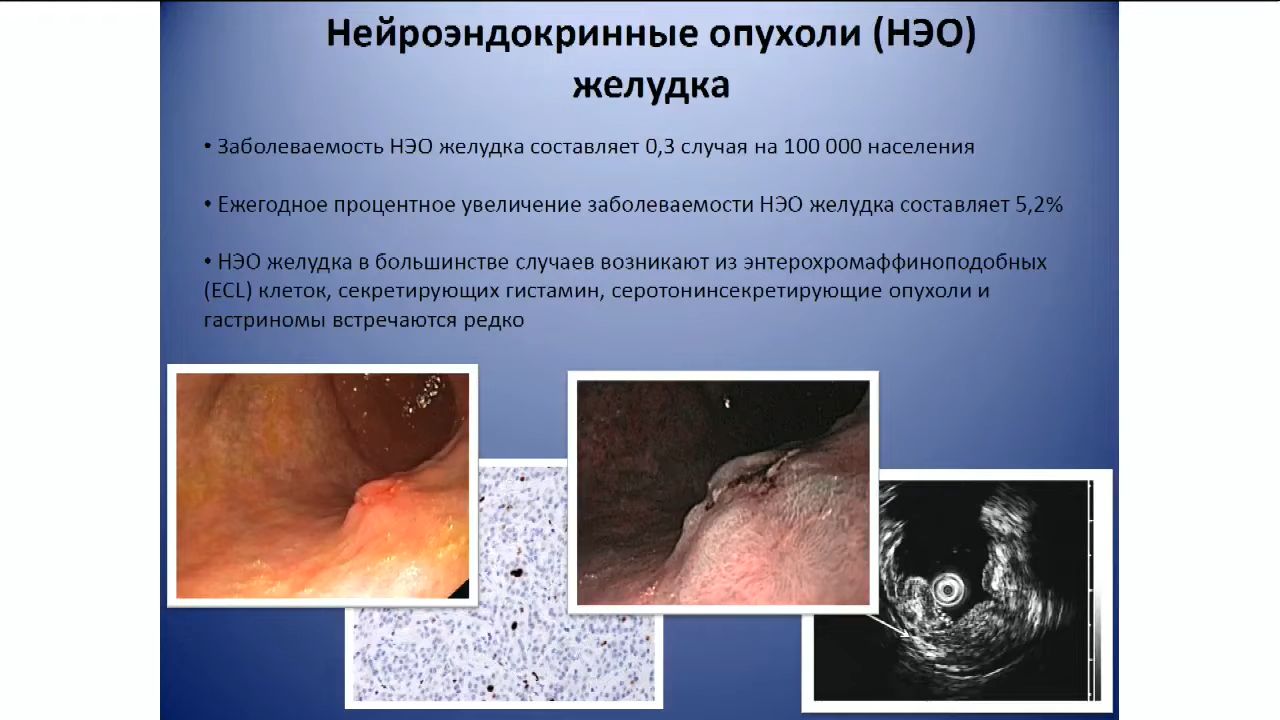 Нейроэндокринные опухоли (НЭО)
желудка
• Заболеваемость НЭО желудка составляет 0,3 случая на 100 000 населения
• Ежегодное процентное увеличение заболеваемости НЭО желудка составляет 5,2%
• НЭО желудка в большинстве случаев возникают из энтерохромаффиноподобных
(ECL) клеток, секретирующих гистамин, серотонинсекретирующие опухоли и
гастриномы встречаются редко